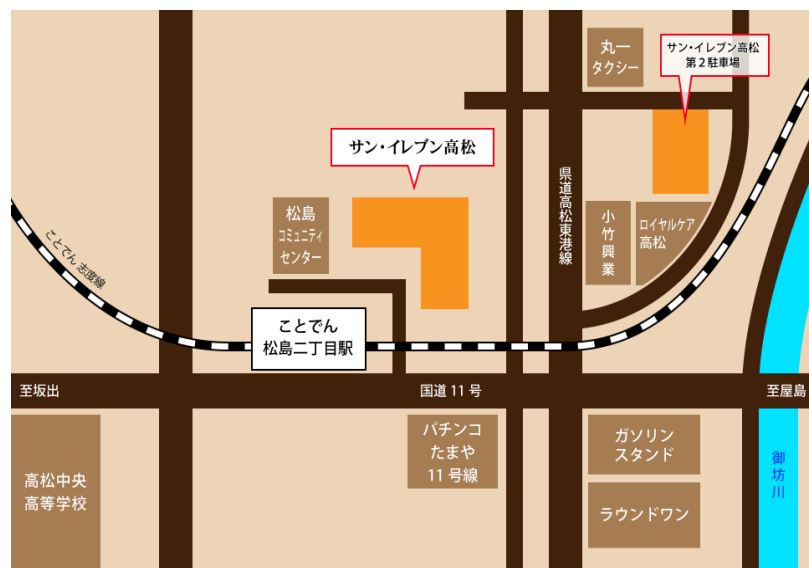 丸一
タクシー
サン・イレブン高松
第2駐車場
サン・イレブン高松
県道高松東港線
松島
コミュニティ
センター
小竹興業
ロイヤルケア
高松
ことでん 志度線
ことでん
松島二丁目駅
至坂出
国道11号
至屋島
高松中央
高等学校
パチンコ
たまや
11号線
ガソリン
スタンド
ラウンドワン
御坊川